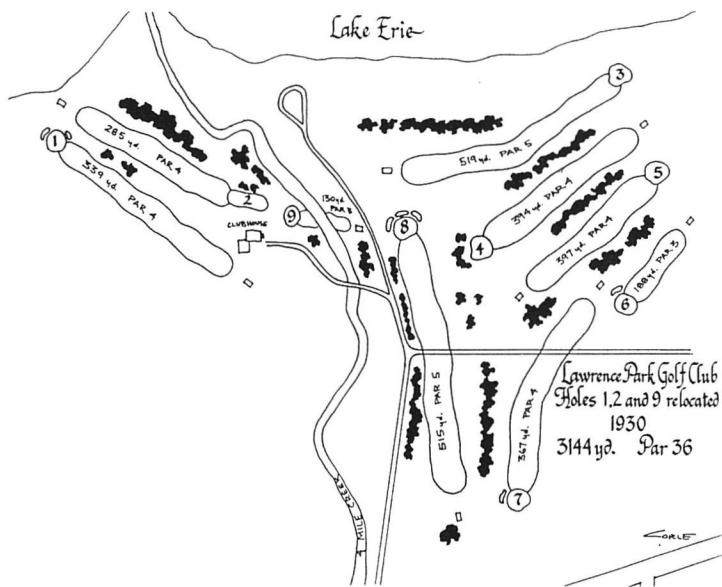 Lake Erie
3
1
285 yd. PAR 4
339 yd. PAR 4
2
CLUBHOUSE
9
130yd.
PAR 3
519 yd. PAR 5
394 yd. PAR 4
5
8
4
397 yd. PAR 4
188 yd. PAR 3
6
515 yd. PAR 5
367 yd. PAR 4
7
Lawrence Park Golf Club
Holes 1, 2 and 9 relocated
1930
3144 yd. Par 36
4 MILE CREEK
CORLE